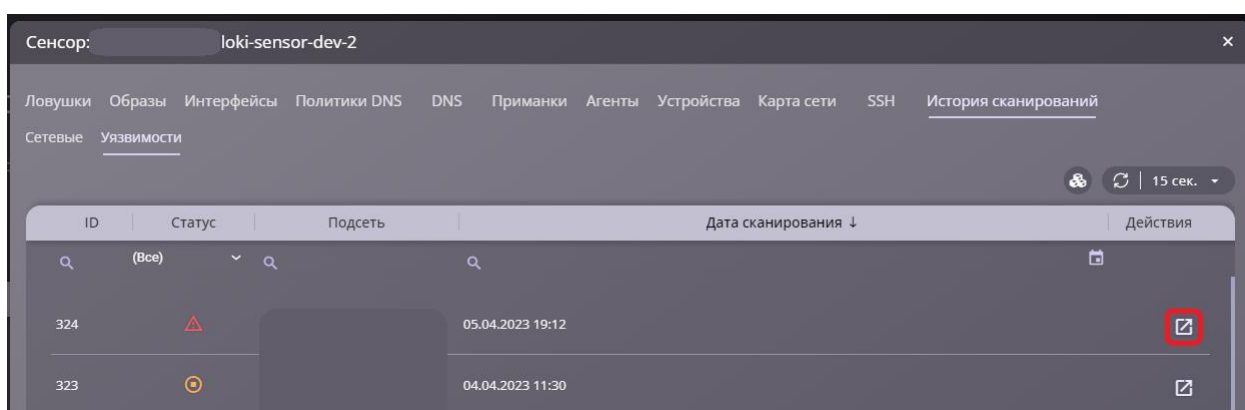 Сенсор: loki-sensor-dev-2
Ловушки Образы Интерфейсы Политики DNS DNS Приманки Агенты Устройства Карта сети SSH История сканирований
Сетевые Уязвимости
15 сек.
ID Статус Подсеть Дата сканирования ↓ Действия
(Все)
324 05.04.2023 19:12
323 04.04.2023 11:30